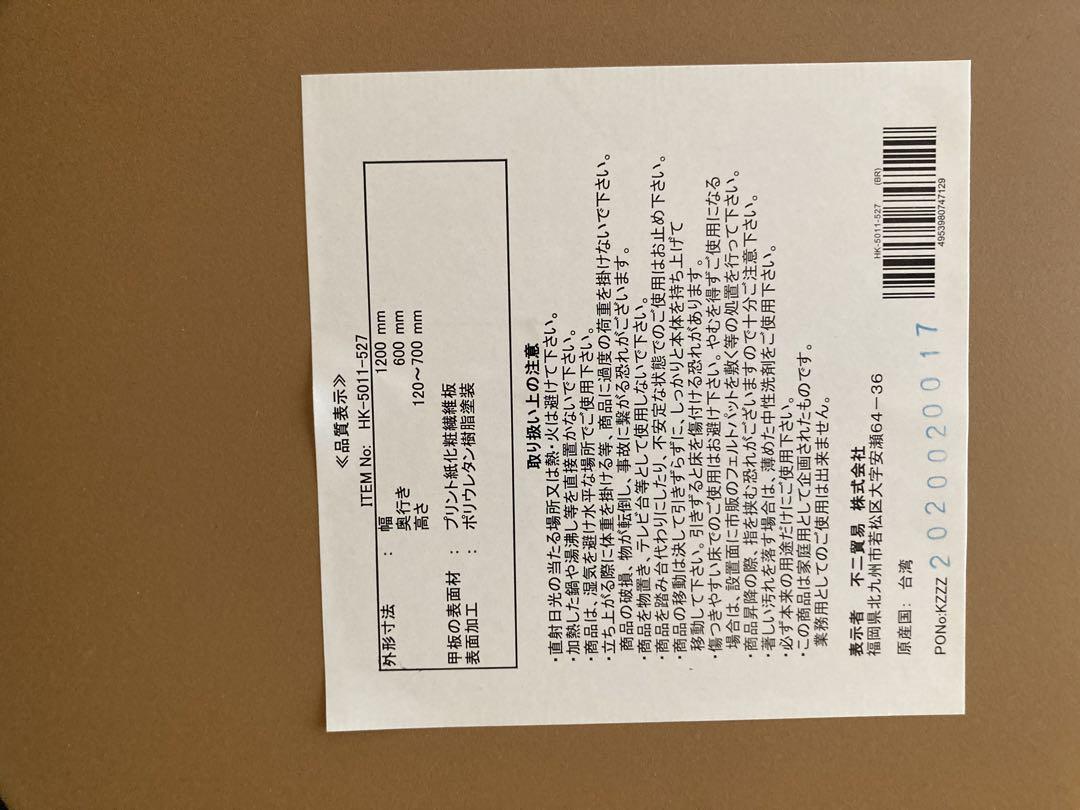 ≪品質表示≫
ITEM No: HK-5011-527
外形寸法 : 幅 1200 mm
奥行き 600 mm
高さ 120～700 mm
甲板の表面材 : プリント紙化粧繊維板
表面加工 : ポリウレタン樹脂塗装
取り扱い上の注意
・直射日光の当たる場所又は熱・火は避けて下さい。
・加熱した鍋や湯沸し等を直接置かないで下さい。
・商品は、湿気を避け水平な場所でご使用下さい。
・立ち上がる際に体重を掛ける等、商品に過度の荷重を掛けないで下さい。
商品の破損、物が転倒し、事故に繋がる恐れがございます。
・商品を物置き、テレビ台等として使用しないで下さい。
・商品を踏み台代わりにしたり、不安定な状態でのご使用はお止め下さい。
・商品の移動は決して引きずらずに、しっかりと本体を持ち上げて
移動して下さい。引きずると床を傷付ける恐れがあります。
・傷つきやすい床でのご使用はお避け下さい。やむを得ずご使用になる
場合は、設置面に市販のフェルトパットを敷く等の処置を行って下さい。
・商品昇降の際、指を挟む恐れがございますので十分ご注意下さい。
・著しい汚れを落す場合は、薄めた中性洗剤をご使用下さい。
・必ず本来の用途だけにご使用下さい。
・この商品は家庭用として企画されたものです。
業務用としてのご使用は出来ません。
表示者 不二貿易 株式会社
福岡県北九州市若松区大字安瀬64－36
原産国: 台湾
HK-5011-527 (BR)
4953980747129
PONo:KZZZ 2020020017